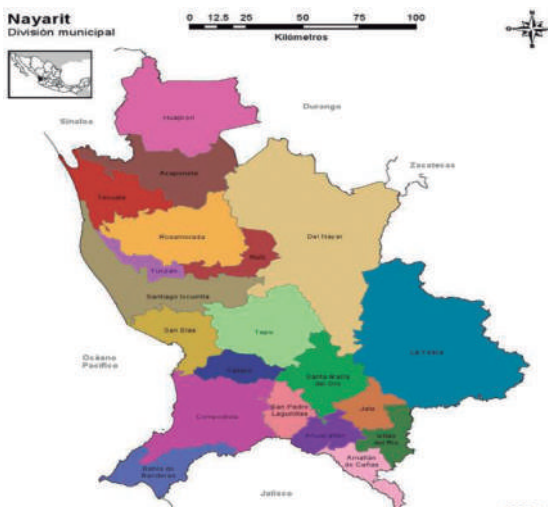 Nayarit
División municipal
0 12.5 25 50 75 100
Kilómetros
Durango
Sinaloa
Huajicori
Zacatecas
Acaponeta
Tecuala
Rosamorada
Del Nayar
Ruiz
Tuxpán
Santiago Ixcuintla
San Blas
Tepic
La Yesca
Océano
Pacífico
Xalisco
Santa María
del Oro
Compostela
San Pedro
Lagunillas
Jala
Ahuacatlán
Ixtlán
del Río
Amatlán
de Cañas
Bahía de
Banderas
Jalisco